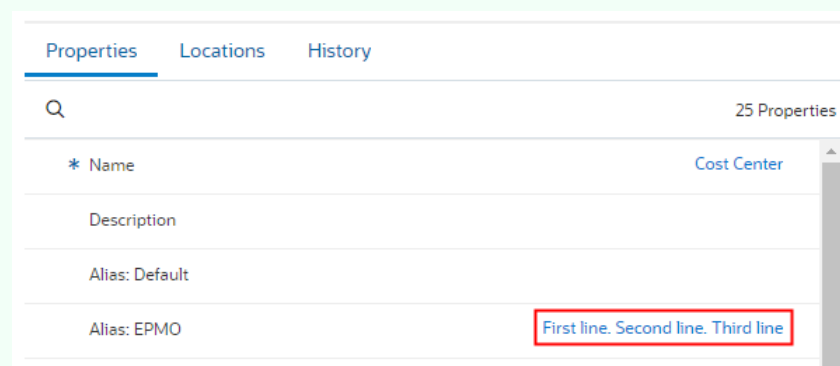 Properties Locations History
25 Properties
* Name Cost Center
Description
Alias: Default
Alias: EPMO First line. Second line. Third line